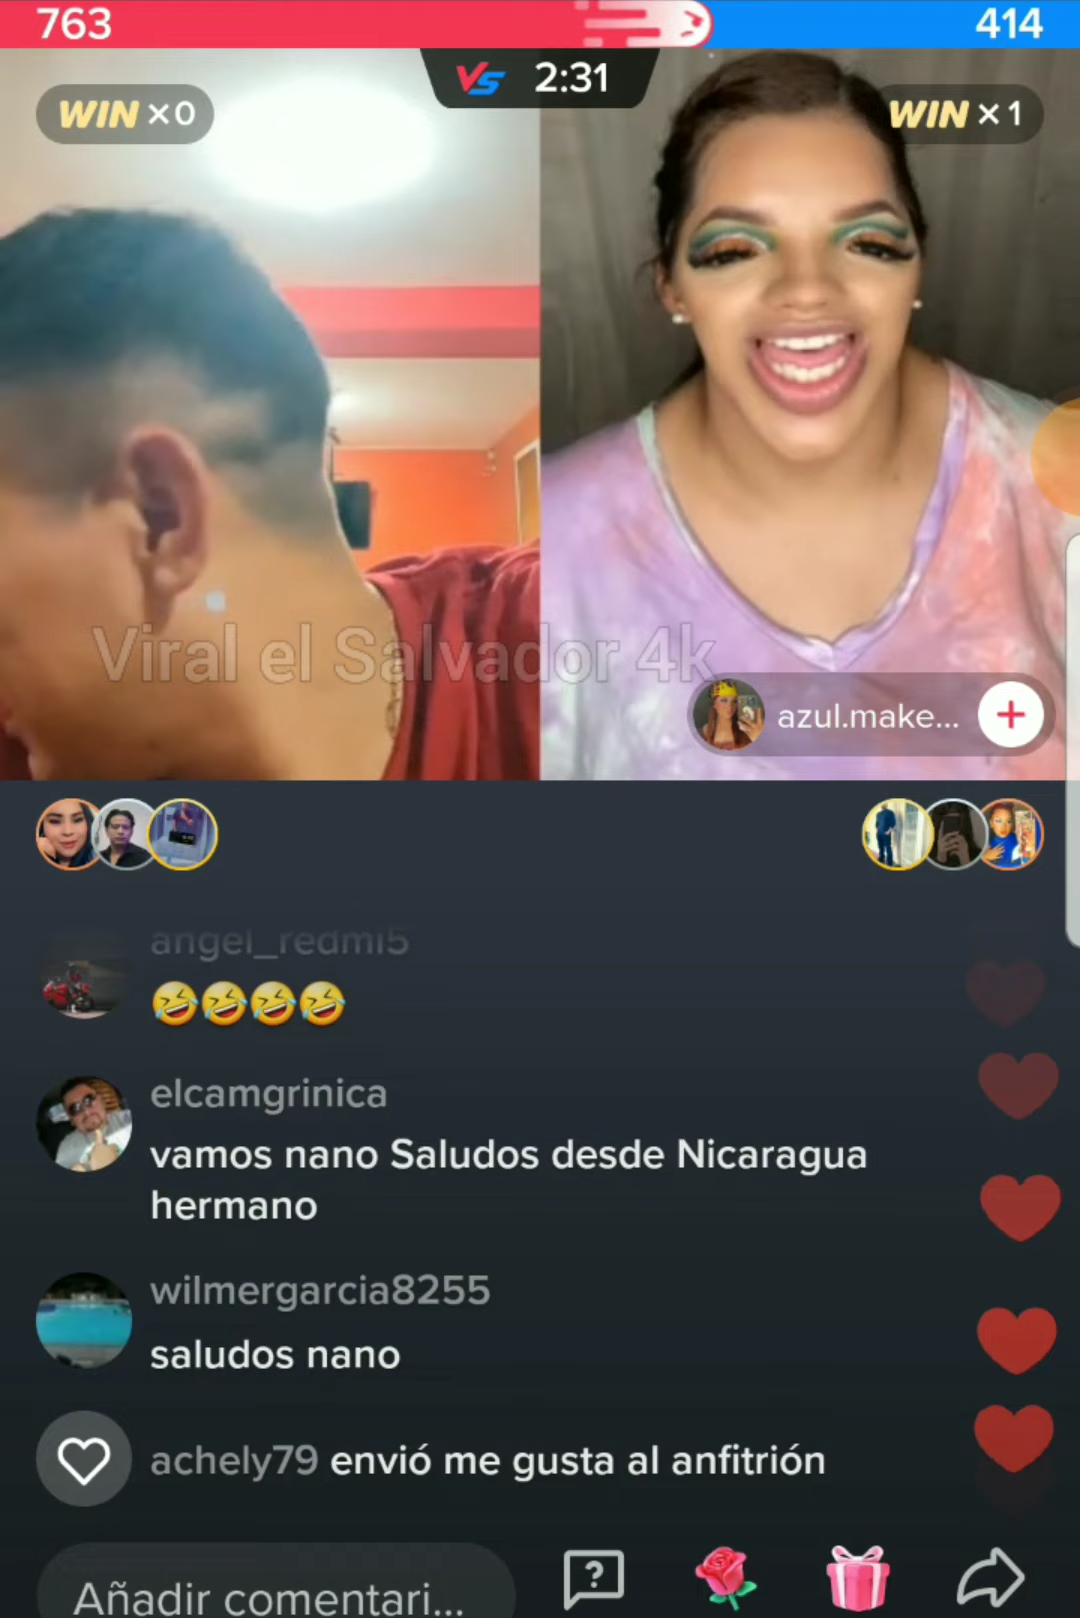 763
414
VS 2:31
WIN ×0
WIN ×1
Viral el Salvador 4k
azul.make...
angel_redmi5
🤣🤣🤣🤣
elcamgrinica
vamos nano Saludos desde Nicaragua
hermano
wilmergarcia8255
saludos nano
achely79 envió me gusta al anfitrión
Añadir comentari...